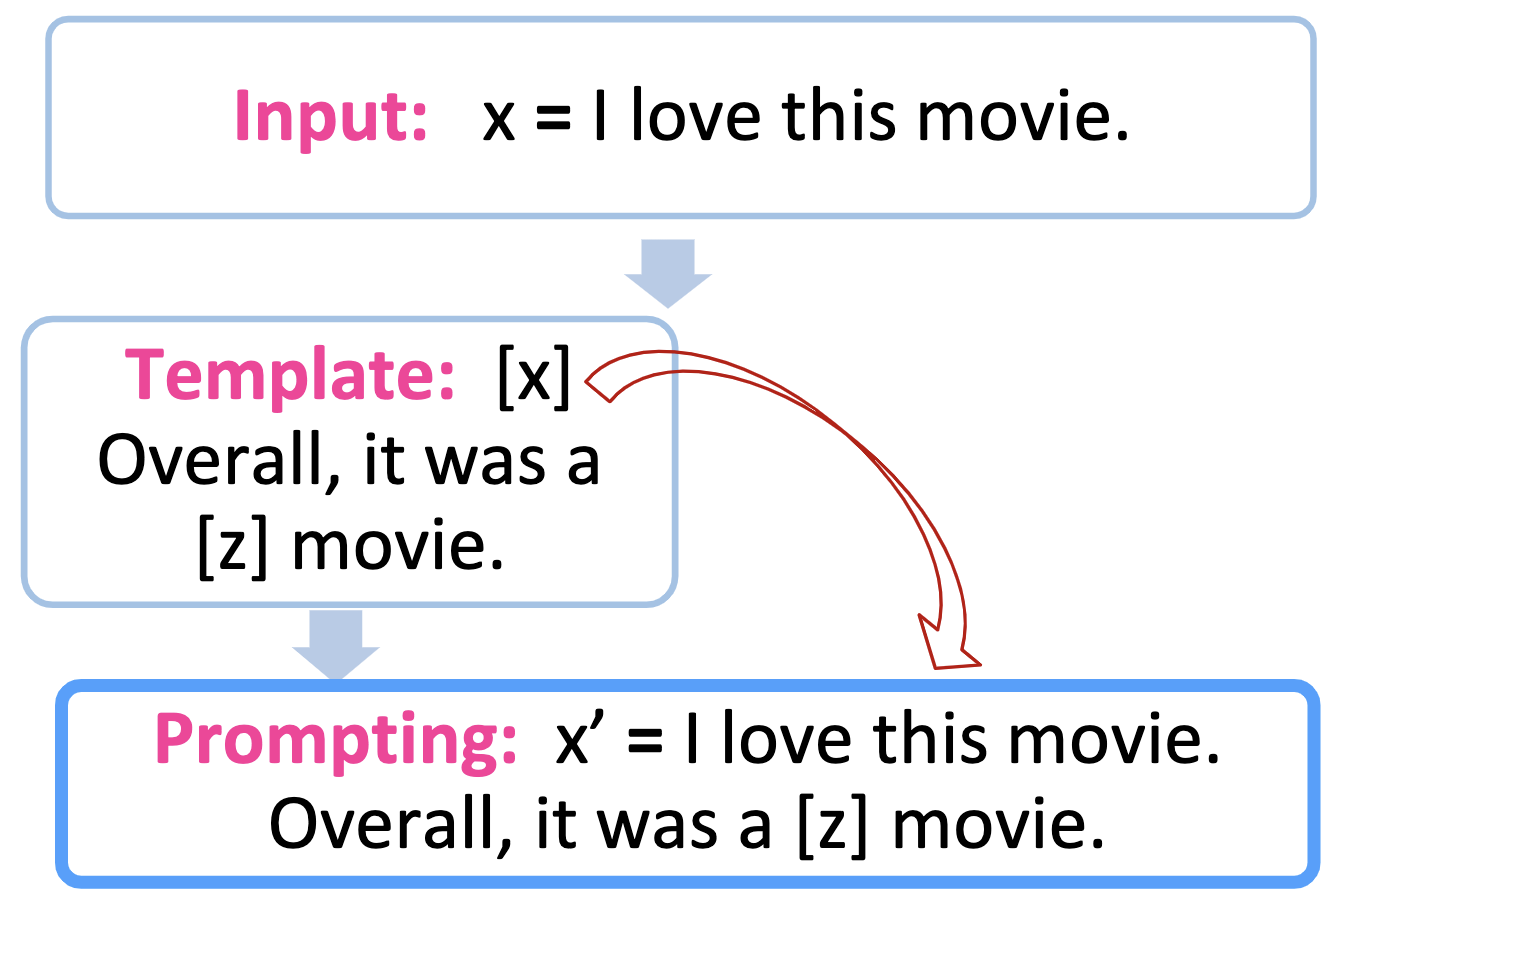 Input: x = I love this movie.
Template: [x]
Overall, it was a
[z] movie.
Prompting: x’ = I love this movie.
Overall, it was a [z] movie.